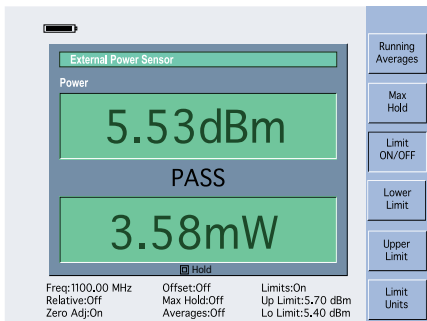 External Power Sensor
Power
5.53dBm
PASS
3.58mW
Hold
Freq:1100.00 MHz Offset:Off Limits:On
Relative:Off Max Hold:Off Up Limit:5.70 dBm
Zero Adj:On Averages:Off Lo Limit:5.40 dBm
Running
Averages
Max
Hold
Limit
ON/OFF
Lower
Limit
Upper
Limit
Limit
Units